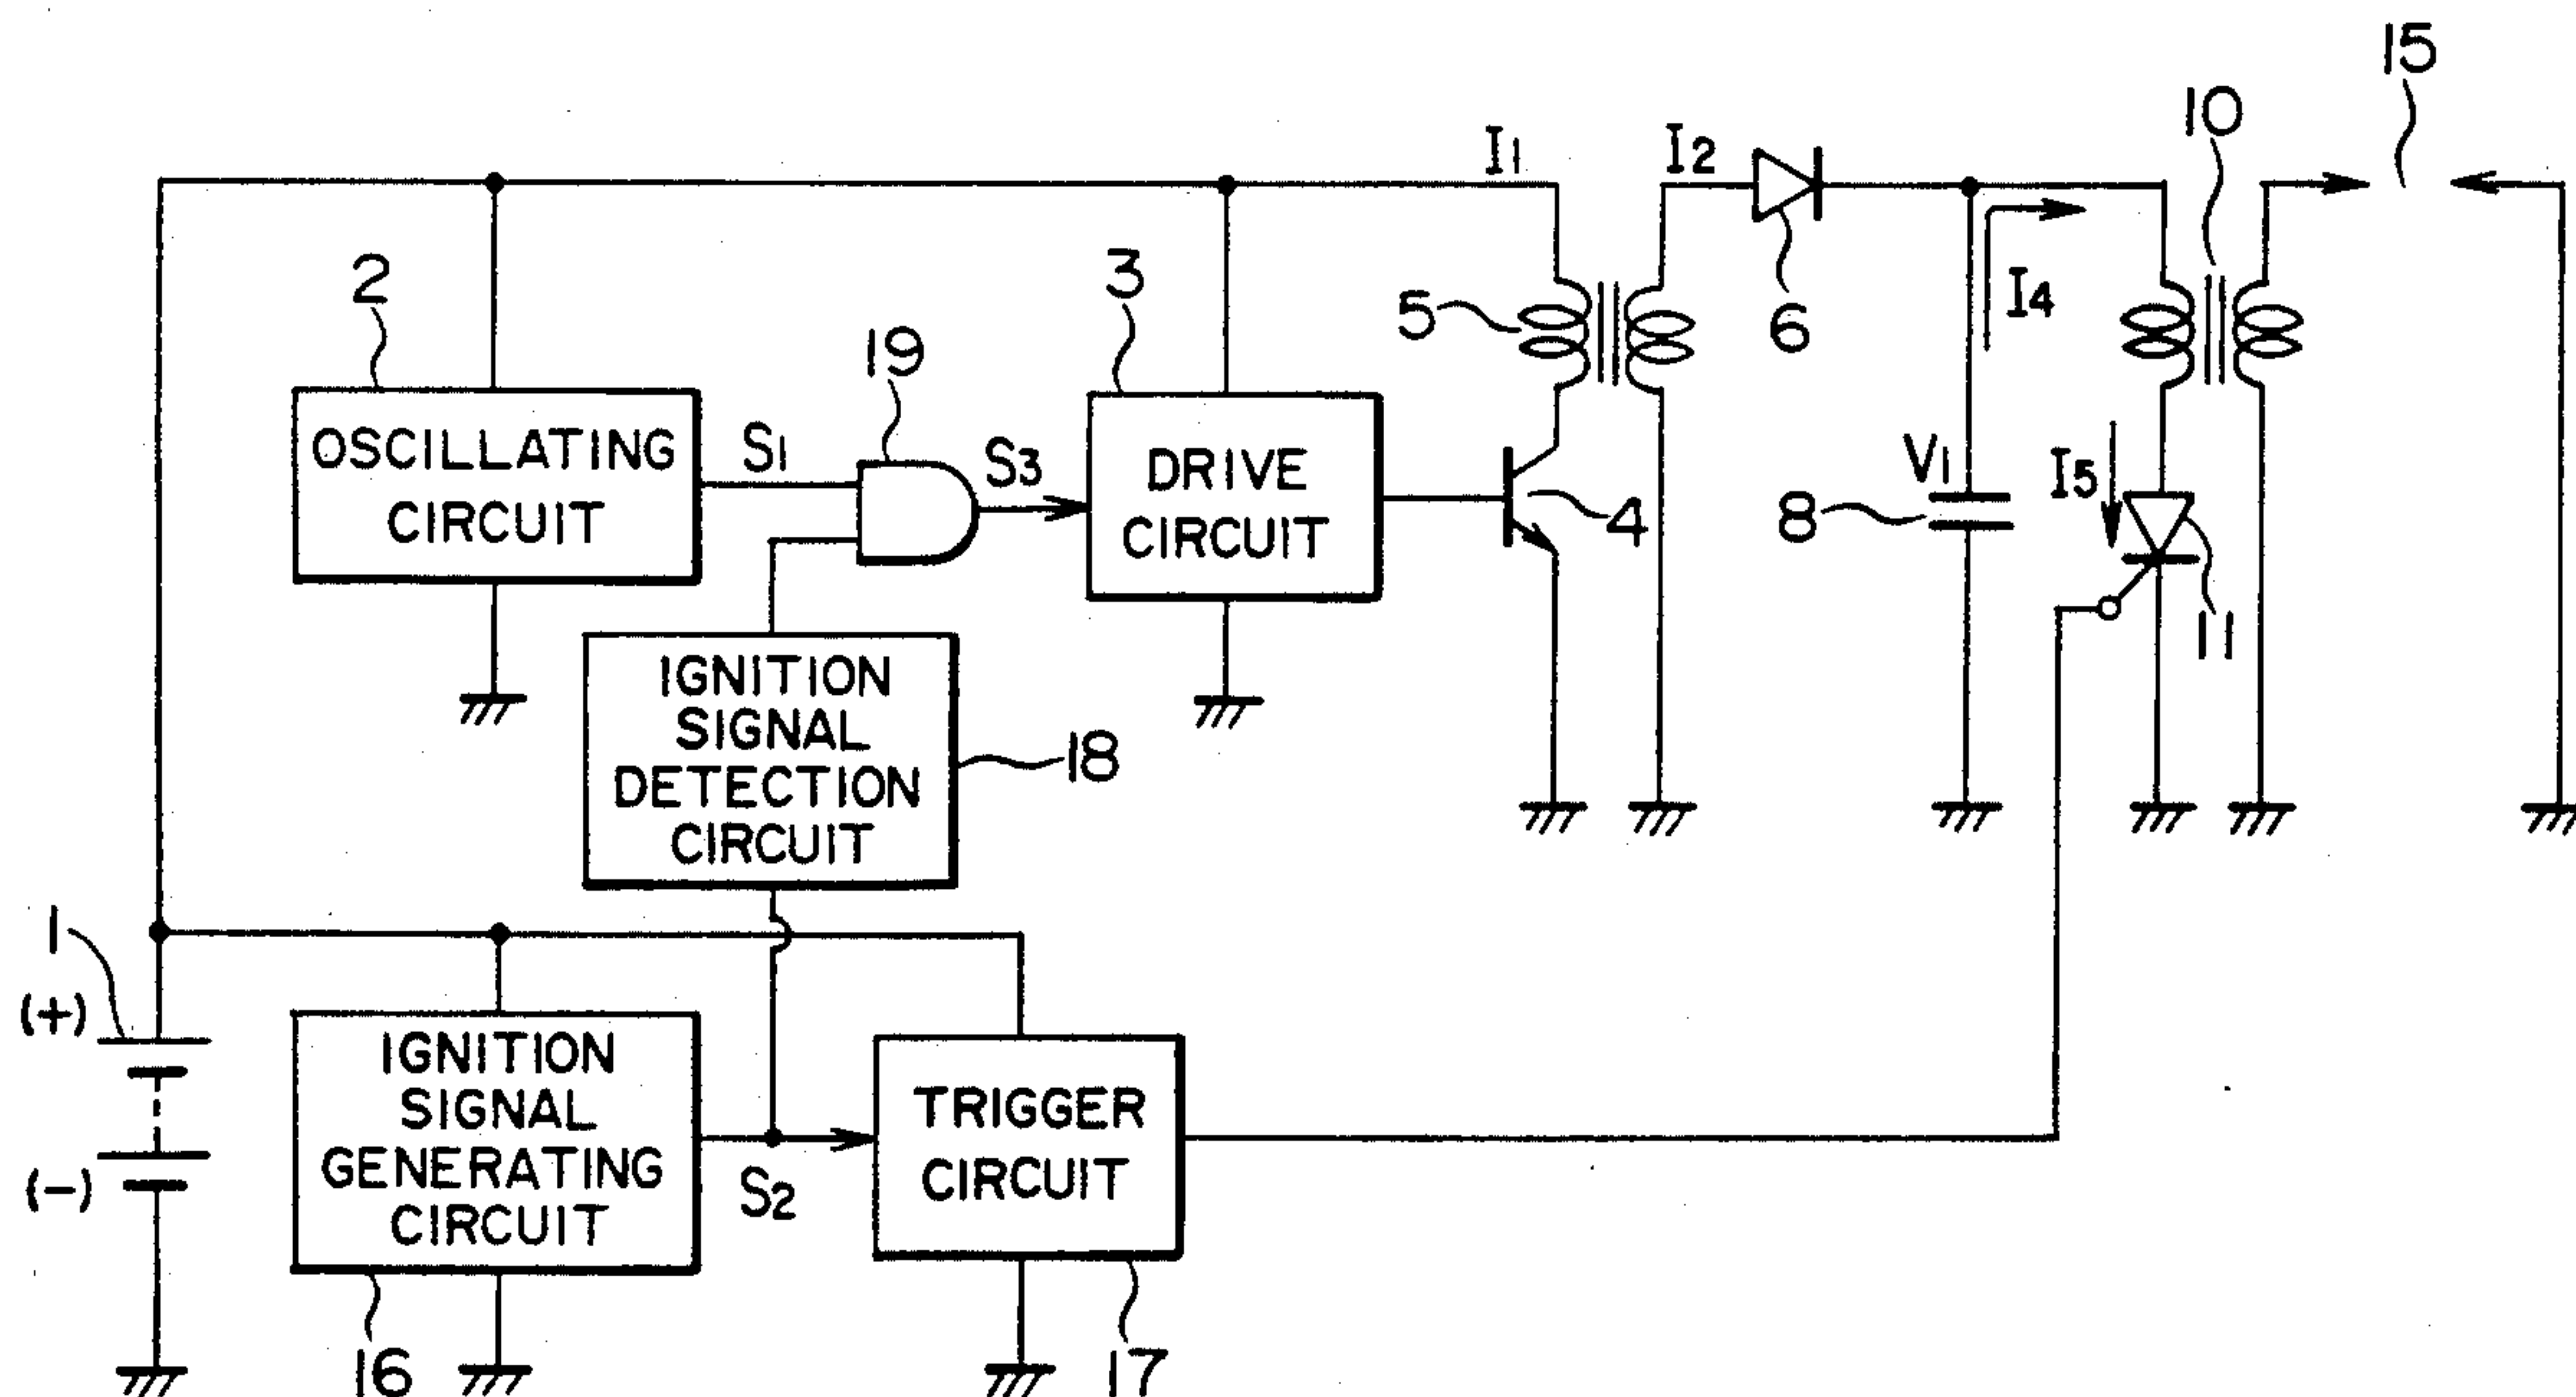 15
10
I1
I2
2
3
5
6
I4
19
OSCILLATING
CIRCUIT
S1
S3
DRIVE
CIRCUIT
4
V1
8
I5
11
IGNITION
SIGNAL
DETECTION
CIRCUIT
18
1
(+)
(-)
IGNITION
SIGNAL
GENERATING
CIRCUIT
S2
TRIGGER
CIRCUIT
16
17